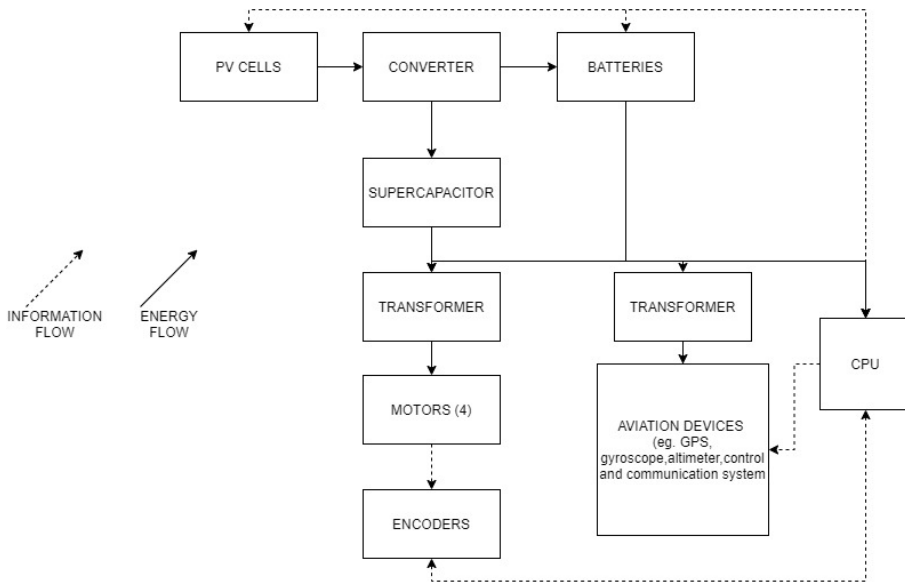 PV CELLS
CONVERTER
BATTERIES
SUPERCAPACITOR
INFORMATION
FLOW
ENERGY
FLOW
TRANSFORMER
TRANSFORMER
CPU
MOTORS (4)
AVIATION DEVICES
(eg. GPS,
gyroscope,altimeter,control
and communication system
ENCODERS